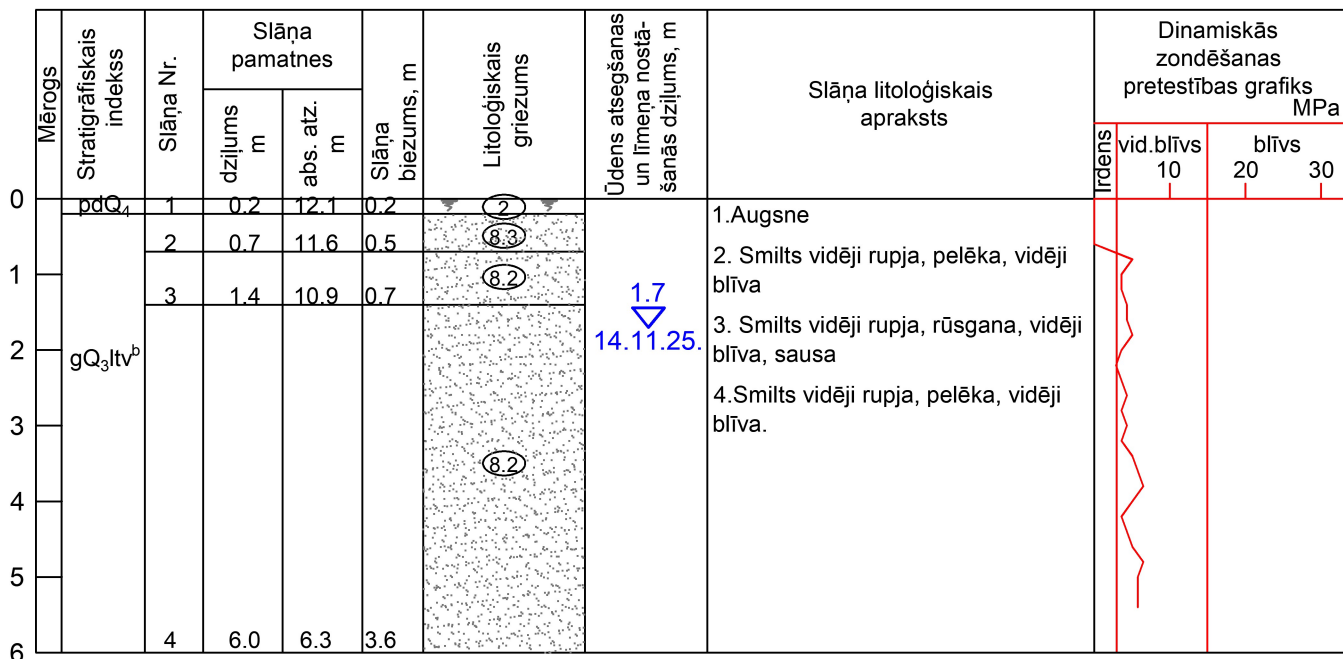 Mērogs
Stratigrāfiskais
indekss
Slāņa Nr.
Slāņa
pamatnes
dziļums
m
abs. atz.
m
Slāņa
biezums, m
Litoloģiskais
griezums
Ūdens atsegšanas
un līmeņa nostā-
šanās dziļums, m
Slāņa litoloģiskais
apraksts
Dinamiskās
zondēšanas
pretestības grafiks
MPa
Irdens
vid.blīvs
blīvs
10 20 30
0
pdQ₄ 1 0.2 12.1 0.2 2
2 0.7 11.6 0.5 8.3
1
8.2
3 1.4 10.9 0.7
2
gQ₃ltvᵇ
3
8.2
4
5
4 6.0 6.3 3.6
6
1.7
14.11.25.
1.Augsne
2. Smilts vidēji rupja, pelēka, vidēji
blīva
3. Smilts vidēji rupja, rūsgana, vidēji
blīva, sausa
4.Smilts vidēji rupja, pelēka, vidēji
blīva.